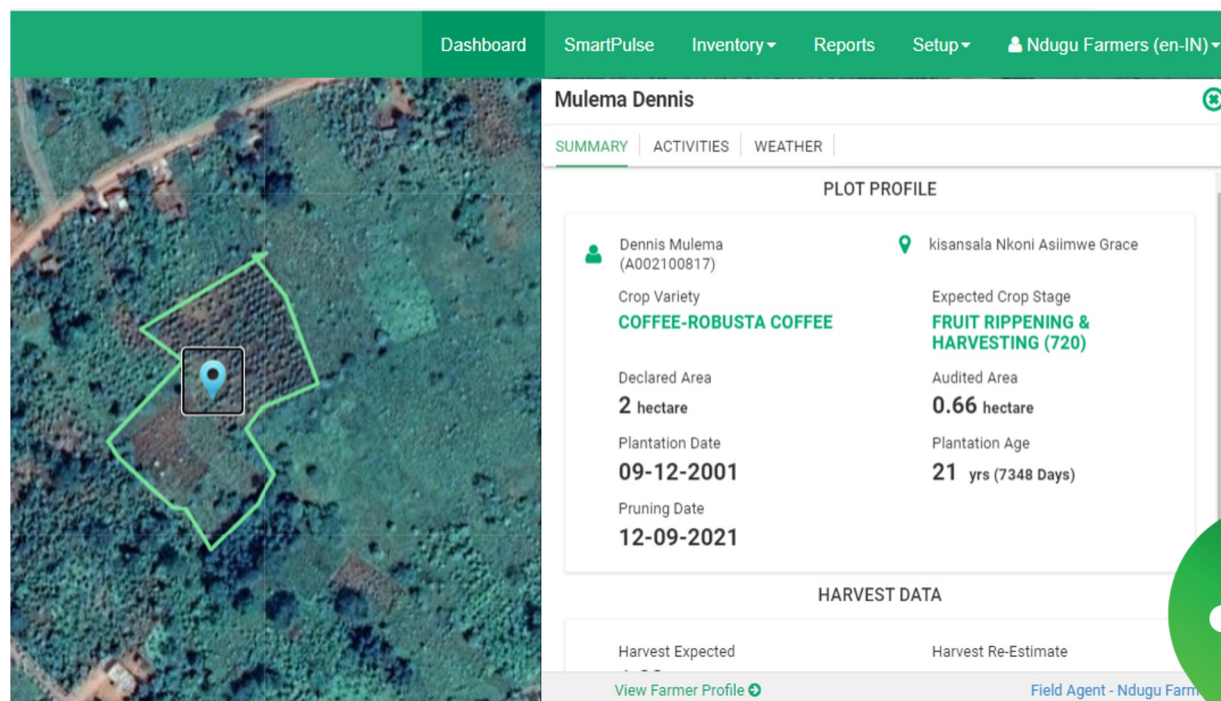 Dashboard SmartPulse Inventory Reports Setup Ndugu Farmers (en-IN)
Mulema Dennis
SUMMARY ACTIVITIES WEATHER
PLOT PROFILE
Dennis Mulema
(A002100817)
kisansala Nkoni Asiimwe Grace
Crop Variety
COFFEE-ROBUSTA COFFEE
Expected Crop Stage
FRUIT RIPPENING &
HARVESTING (720)
Declared Area
2 hectare
Audited Area
0.66 hectare
Plantation Date
09-12-2001
Plantation Age
21 yrs (7348 Days)
Pruning Date
12-09-2021
HARVEST DATA
Harvest Expected
Harvest Re-Estimate
View Farmer Profile
Field Agent - Ndugu Farm